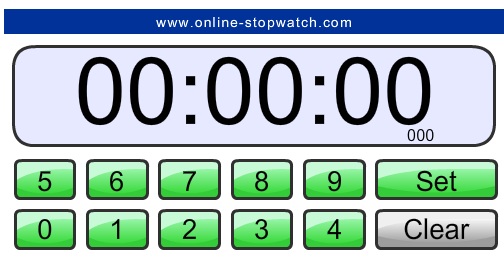 www.online-stopwatch.com
00:00:00
000
5 6 7 8 9 Set
0 1 2 3 4 Clear